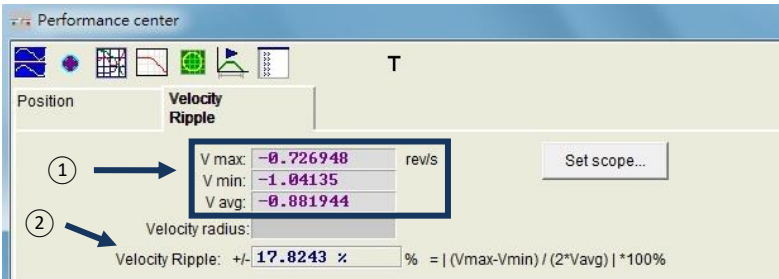 Performance center
T
Position
Velocity
Ripple
① V max: -0.726948 rev/s Set scope...
V min: -1.04135
V avg: -0.881944
② Velocity radius:
Velocity Ripple: +/- 17.8243 % % = | (Vmax-Vmin) / (2*Vavg) | *100%